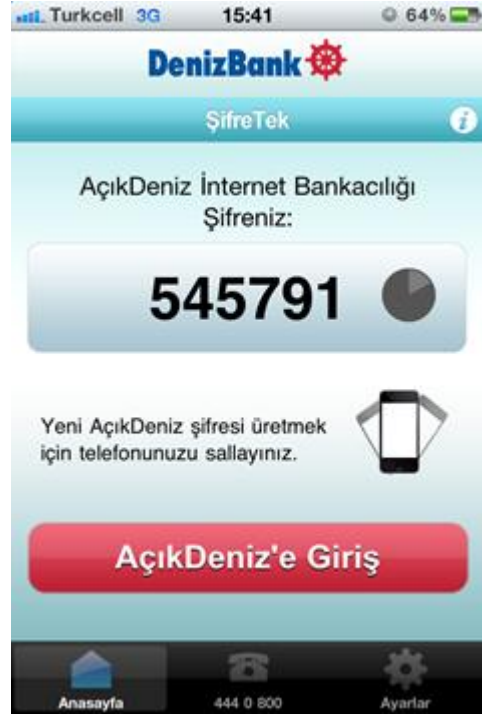 Turkcell 3G 15:41 64%
DenizBank
ŞifreTek
AçıkDeniz İnternet Bankacılığı
Şifreniz:
545791
Yeni AçıkDeniz şifresi üretmek
için telefonunuzu sallayınız.
AçıkDeniz'e Giriş
Anasayfa 444 0 800 Ayarlar